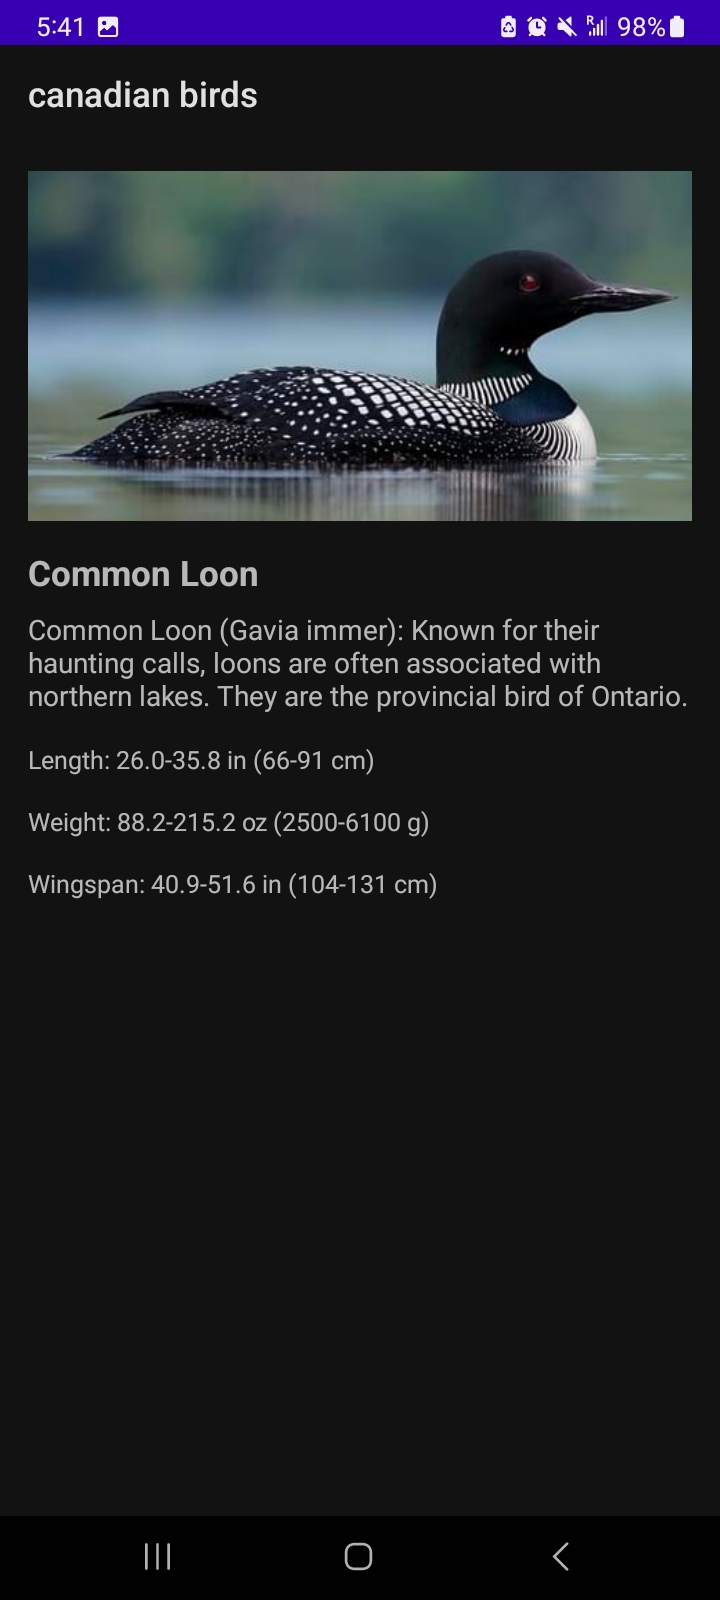 5:41
R
98%
canadian birds
Common Loon
Common Loon (Gavia immer): Known for their
haunting calls, loons are often associated with
northern lakes. They are the provincial bird of Ontario.
Length: 26.0-35.8 in (66-91 cm)
Weight: 88.2-215.2 oz (2500-6100 g)
Wingspan: 40.9-51.6 in (104-131 cm)